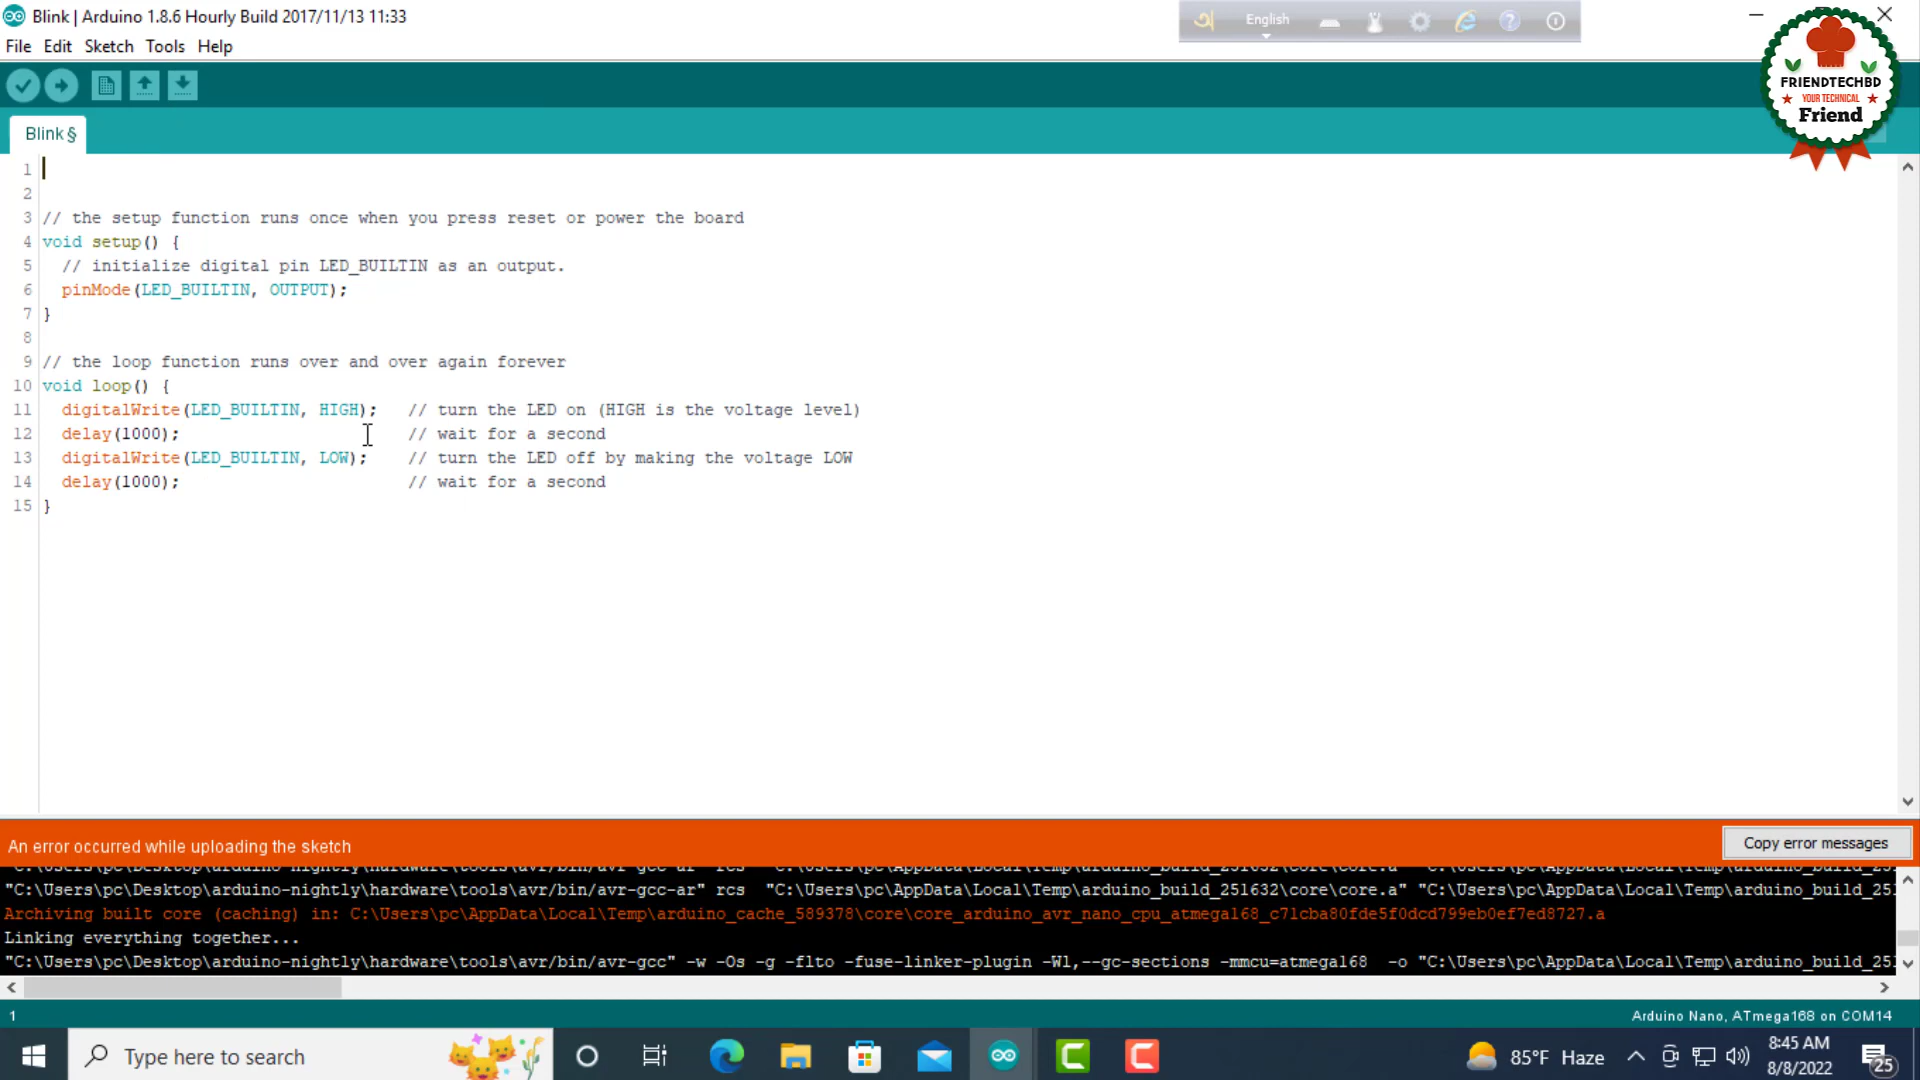 Blink | Arduino 1.8.6 Hourly Build 2017/11/13 11:33
English
File Edit Sketch Tools Help
FRIENDTECHBD
YOUR TECHNICAL
Friend
Blink §
1
2
3 // the setup function runs once when you press reset or power the board
4 void setup() {
5 // initialize digital pin LED_BUILTIN as an output.
6 pinMode(LED_BUILTIN, OUTPUT);
7 }
8
9 // the loop function runs over and over again forever
10 void loop() {
11 digitalWrite(LED_BUILTIN, HIGH); // turn the LED on (HIGH is the voltage level)
12 delay(1000); // wait for a second
13 digitalWrite(LED_BUILTIN, LOW); // turn the LED off by making the voltage LOW
14 delay(1000); // wait for a second
15 }
An error occurred while uploading the sketch
Copy error messages
"C:\Users\pc\Desktop\arduino-nightly\hardware\tools\avr/bin/avr-gcc-ar" rcs "C:\Users\pc\AppData\Local\Temp\arduino_build_251632\core\core.a" "C:\Users\pc\AppData\Local\Temp\arduino_build_251
Archiving built core (caching) in: C:\Users\pc\AppData\Local\Temp\arduino_cache_589378\core\core_arduino_avr_nano_cpu_atmega168_c71cba80fde5f0dcd799eb0ef7ed8727.a
Linking everything together...
"C:\Users\pc\Desktop\arduino-nightly\hardware\tools\avr/bin/avr-gcc" -w -Os -g -flto -fuse-linker-plugin -Wl,--gc-sections -mmcu=atmega168 -o "C:\Users\pc\AppData\Local\Temp\arduino_build_251
1
Arduino Nano, ATmega168 on COM14
Type here to search
85°F Haze
8:45 AM
8/8/2022
25